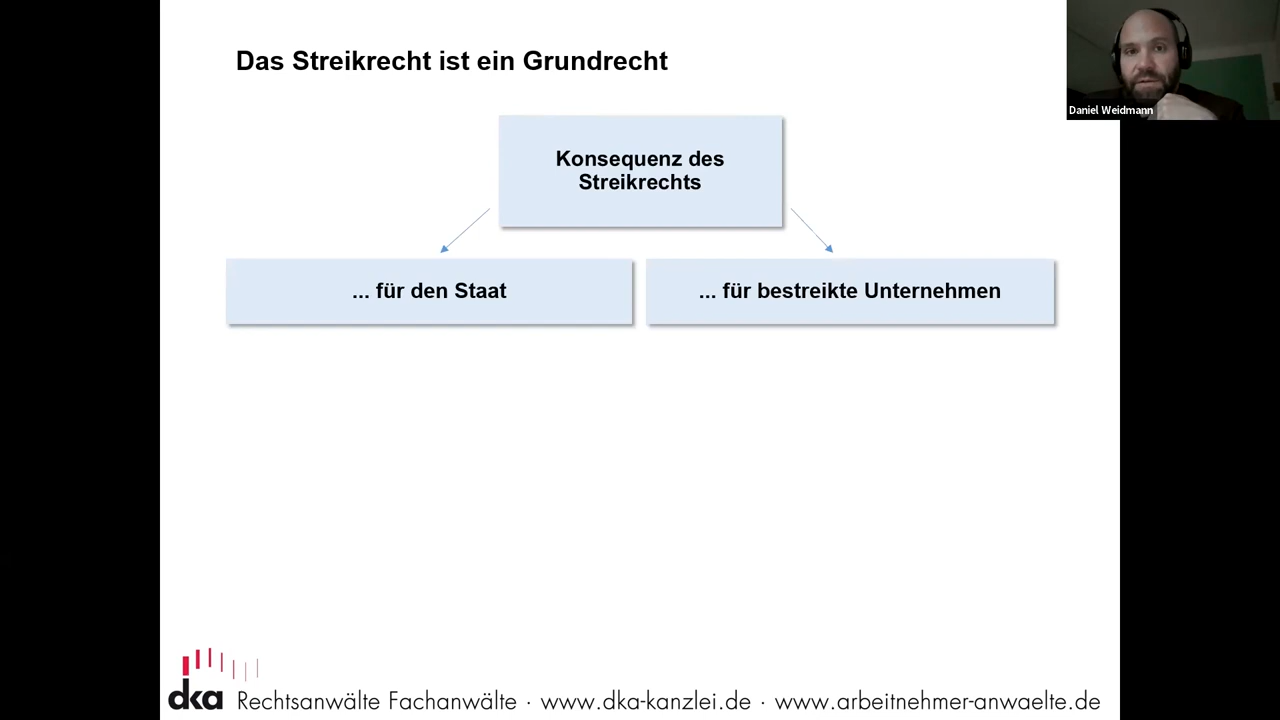 Das Streikrecht ist ein Grundrecht
Daniel Weidmann
Konsequenz des
Streikrechts
... für den Staat
... für bestreikte Unternehmen
dka Rechtsanwälte Fachanwälte · www.dka-kanzlei.de · www.arbeitnehmer-anwaelte.de